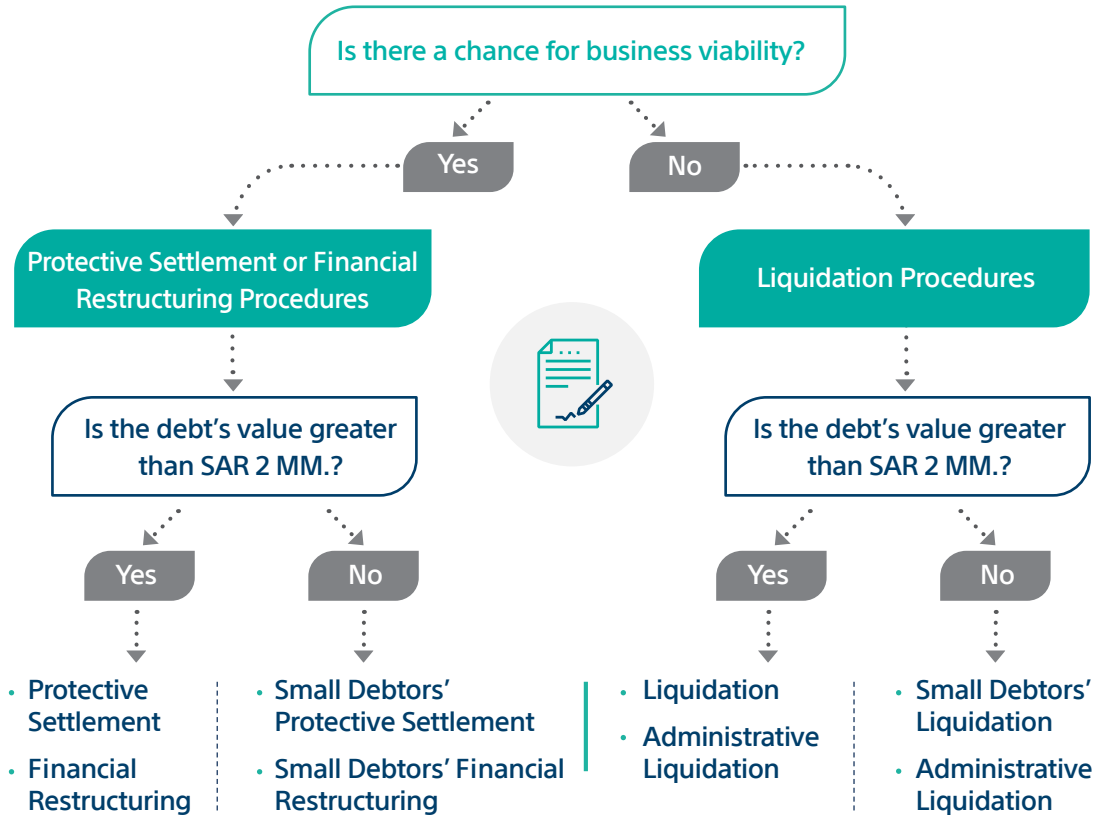 Is there a chance for business viability?
Yes
No
Protective Settlement or Financial
Restructuring Procedures
Liquidation Procedures
Is the debt’s value greater
than SAR 2 MM.?
Is the debt’s value greater
than SAR 2 MM.?
Yes
No
Yes
No
• Protective
Settlement
• Financial
Restructuring
• Small Debtors’
Protective Settlement
• Small Debtors’ Financial
Restructuring
• Liquidation
• Administrative
Liquidation
• Small Debtors’
Liquidation
• Administrative
Liquidation